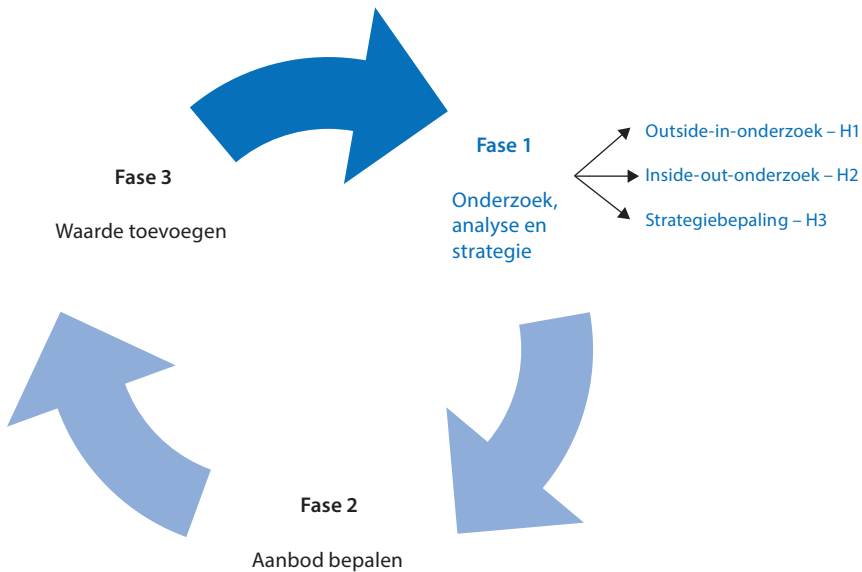 Fase 1
Onderzoek,
analyse en
strategie
Outside-in-onderzoek – H1
Inside-out-onderzoek – H2
Strategiebepaling – H3
Fase 2
Aanbod bepalen
Fase 3
Waarde toevoegen